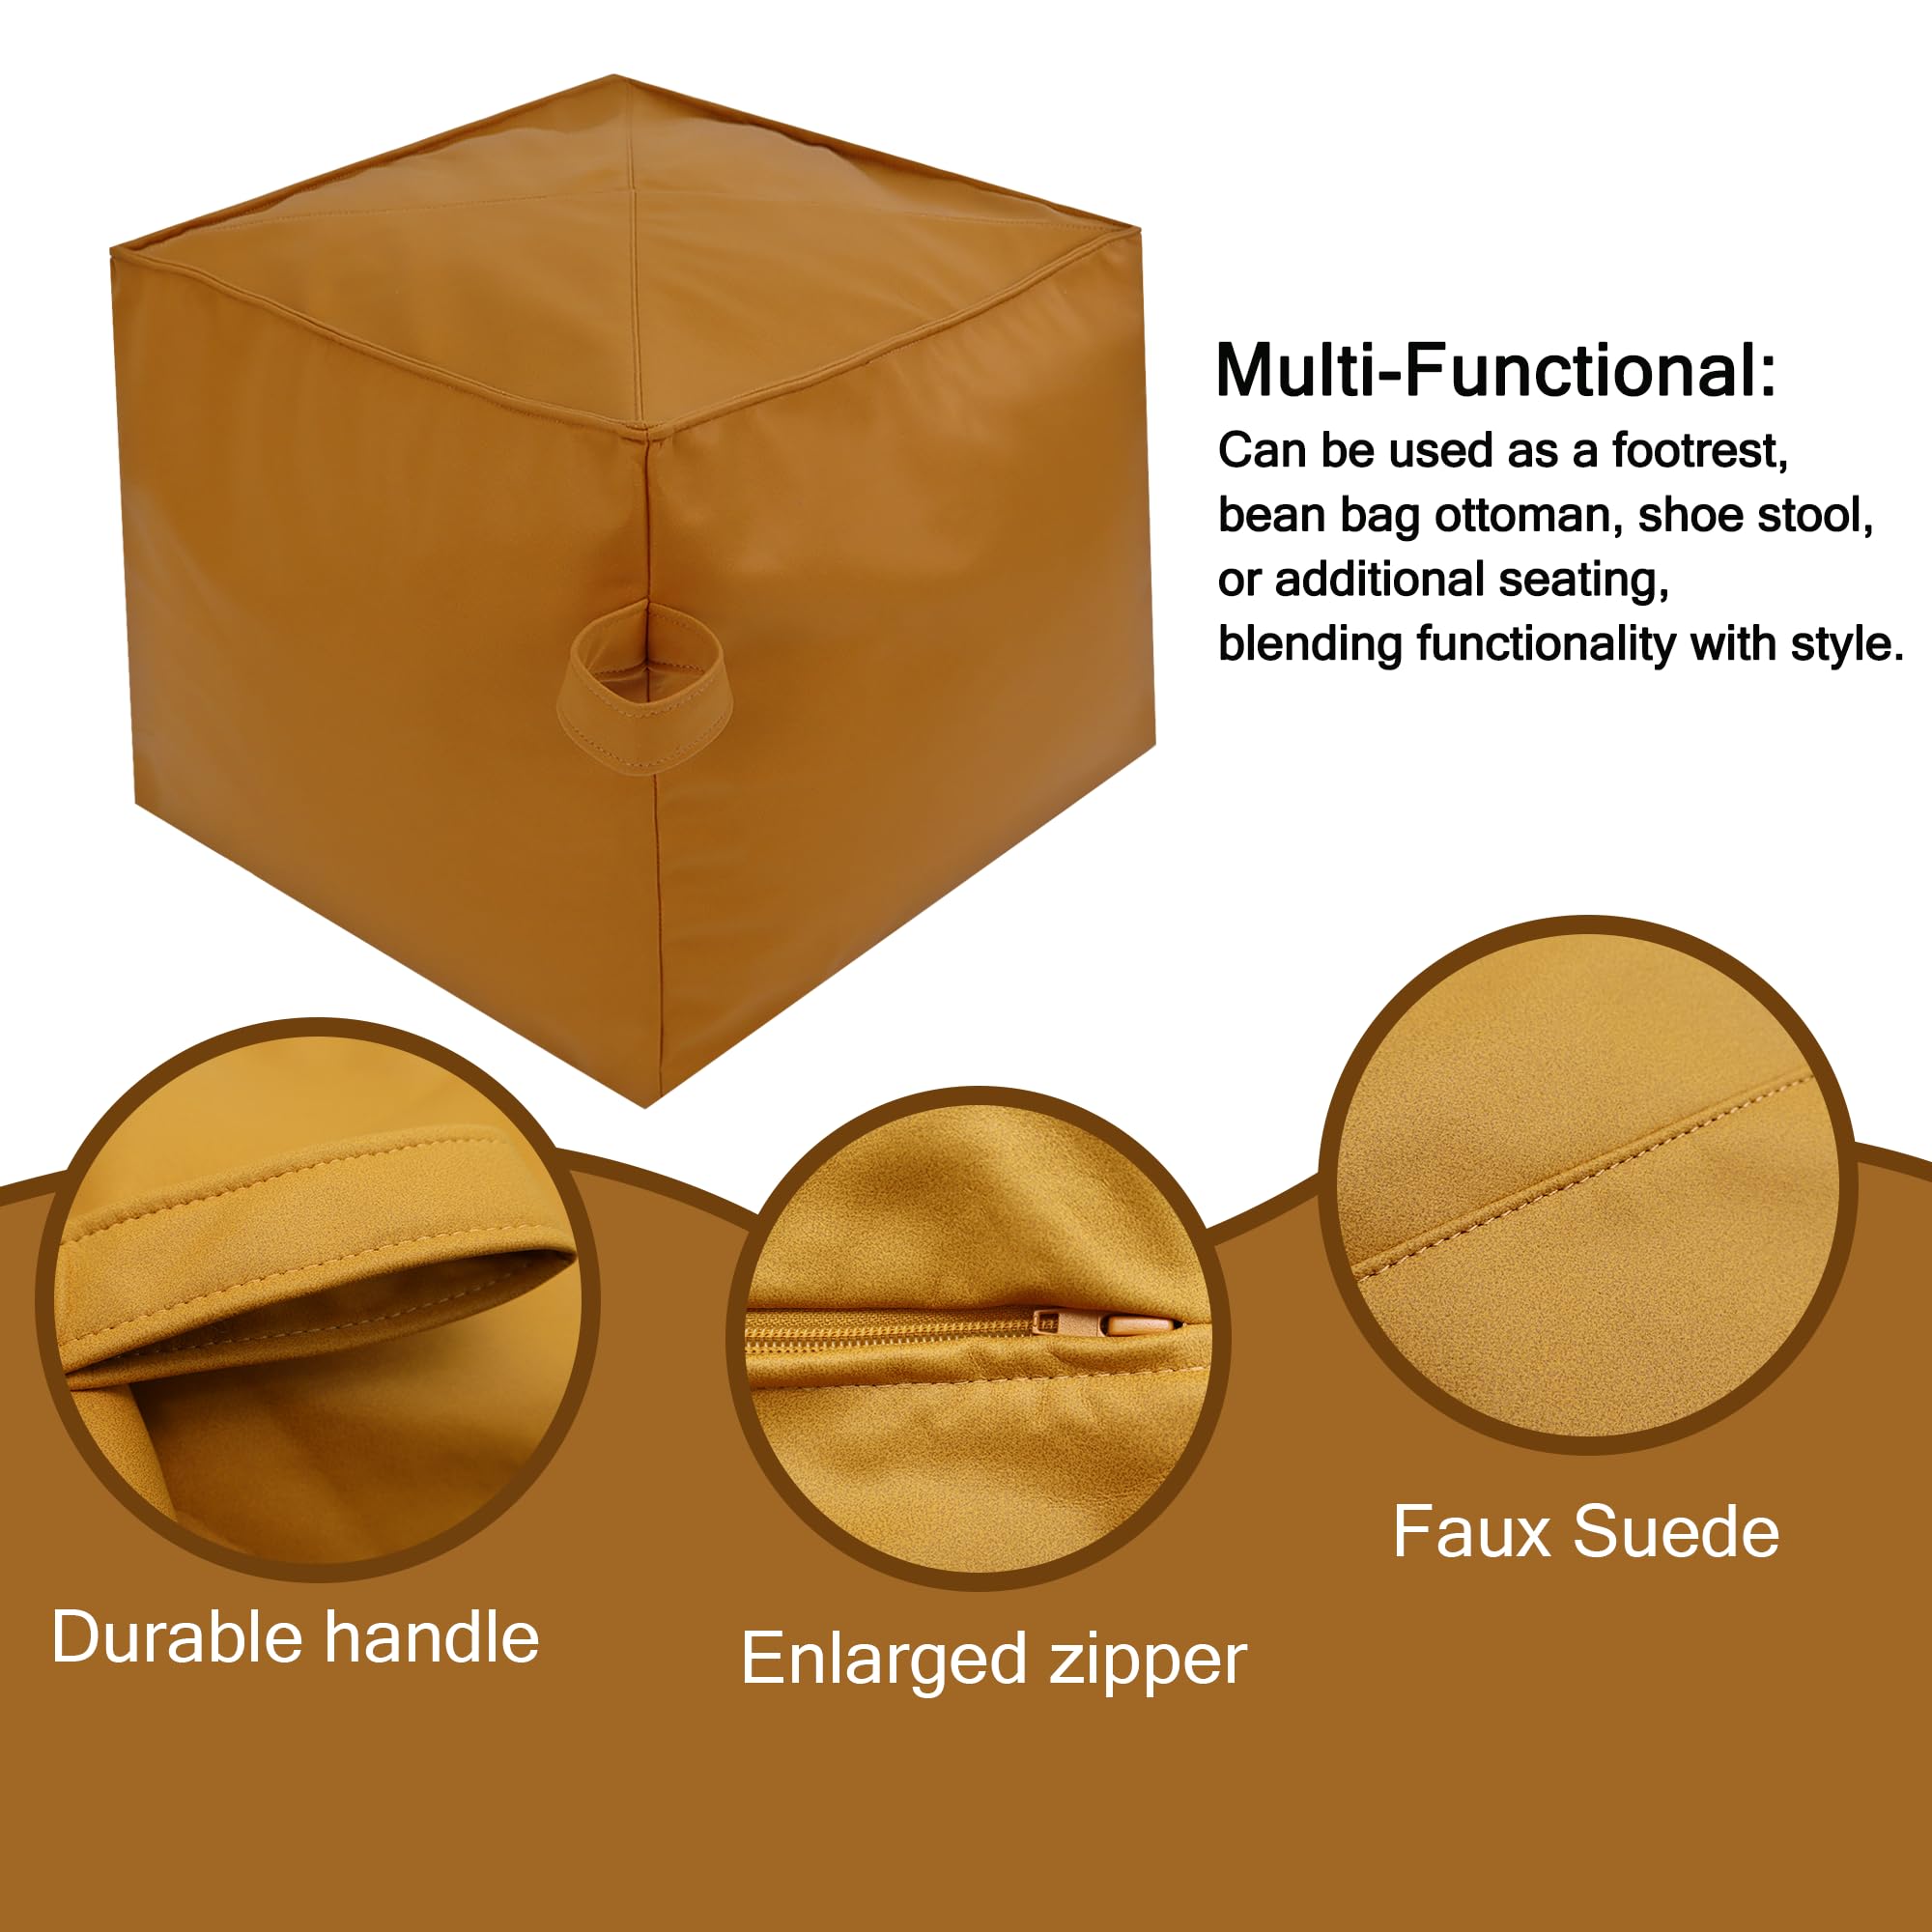 Multi-Functional:
Can be used as a footrest,
bean bag ottoman, shoe stool,
or additional seating,
blending functionality with style.
Durable handle
Enlarged zipper
Faux Suede